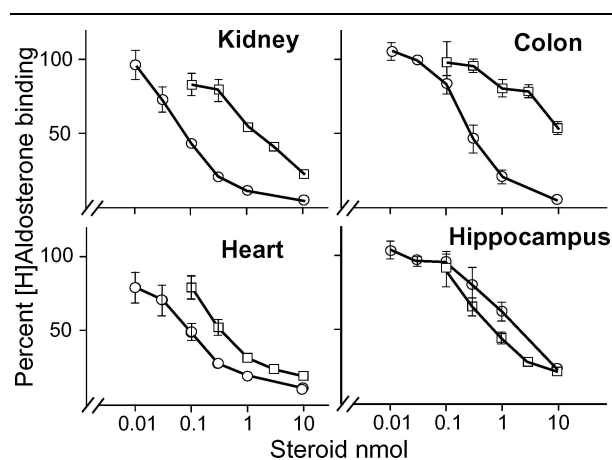 Kidney
Colon
100
50
Heart
Hippocampus
100
50
Percent [H]Aldosterone binding
0.01 0.1 1 10 0.01 0.1 1 10
Steroid nmol